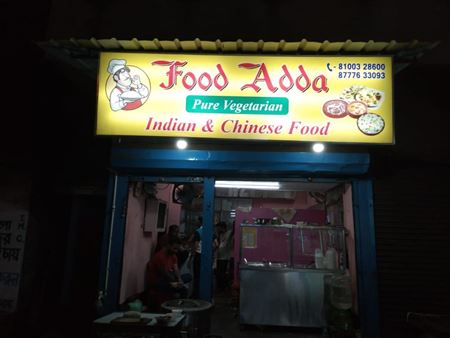 Food Adda
81003 28600
87776 33093
Pure Vegetarian
Indian & Chinese Food